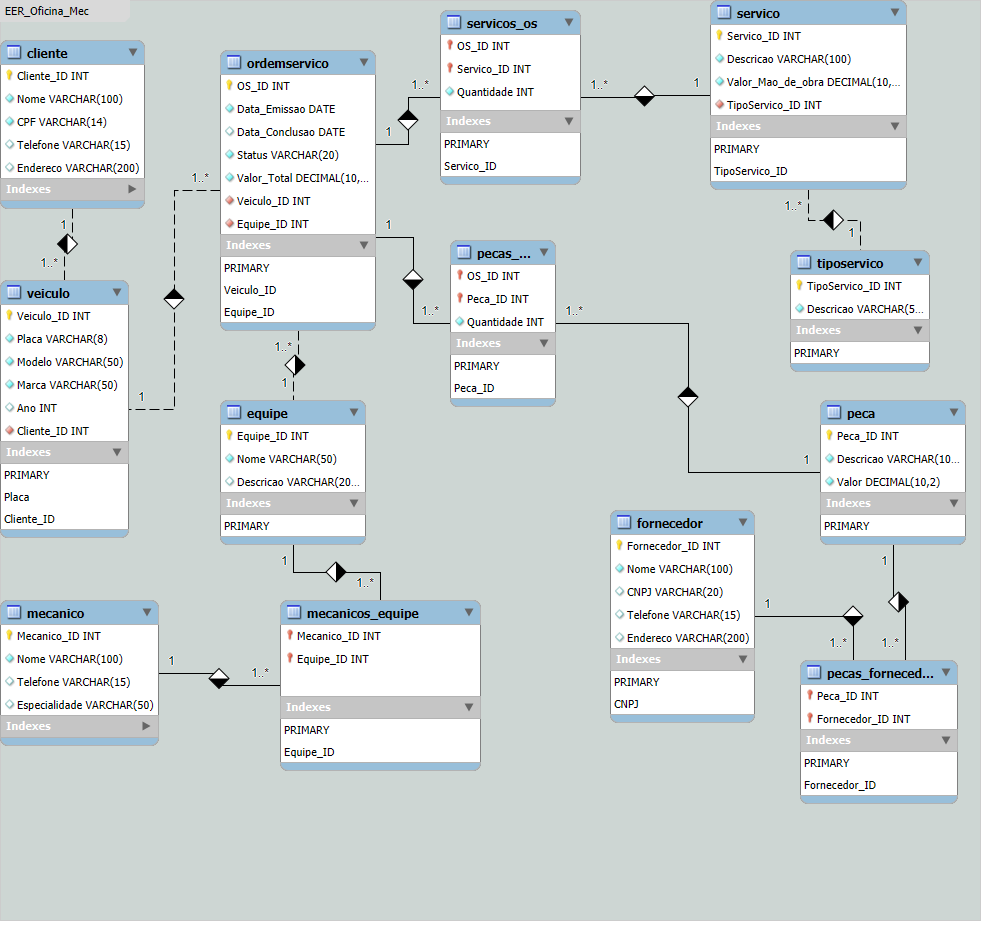 EER_Oficina_Mec
cliente
Cliente_ID INT
Nome VARCHAR(100)
CPF VARCHAR(14)
Telefone VARCHAR(15)
Endereco VARCHAR(200)
Indexes
1
1..*
veiculo
Veiculo_ID INT
Placa VARCHAR(8)
Modelo VARCHAR(50)
Marca VARCHAR(50)
Ano INT
Cliente_ID INT
Indexes
PRIMARY
Placa
Cliente_ID
1
1..*
ordemservico
OS_ID INT
Data_Emissao DATE
Data_Conclusao DATE
Status VARCHAR(20)
Valor_Total DECIMAL(10,...
Veiculo_ID INT
Equipe_ID INT
Indexes
PRIMARY
Veiculo_ID
Equipe_ID
1
1..*
servicos_os
OS_ID INT
Servico_ID INT
Quantidade INT
Indexes
PRIMARY
Servico_ID
1..*
1
servico
Servico_ID INT
Descricao VARCHAR(100)
Valor_Mao_de_obra DECIMAL(10,...
TipoServico_ID INT
Indexes
PRIMARY
TipoServico_ID
1..*
1
tiposervico
TipoServico_ID INT
Descricao VARCHAR(5...
Indexes
PRIMARY
1
1..*
pecas_...
OS_ID INT
Peca_ID INT
Quantidade INT
Indexes
PRIMARY
Peca_ID
1..*
1
peca
Peca_ID INT
Descricao VARCHAR(10...
Valor DECIMAL(10,2)
Indexes
PRIMARY
1..*
1
equipe
Equipe_ID INT
Nome VARCHAR(50)
Descricao VARCHAR(20...
Indexes
PRIMARY
1
1..*
mecanico
Mecanico_ID INT
Nome VARCHAR(100)
Telefone VARCHAR(15)
Especialidade VARCHAR(50)
Indexes
1
1..*
mecanicos_equipe
Mecanico_ID INT
Equipe_ID INT
Indexes
PRIMARY
Equipe_ID
fornecedor
Fornecedor_ID INT
Nome VARCHAR(100)
CNPJ VARCHAR(20)
Telefone VARCHAR(15)
Endereco VARCHAR(200)
Indexes
PRIMARY
CNPJ
1
1..*
1
1..*
pecas_forneced...
Peca_ID INT
Fornecedor_ID INT
Indexes
PRIMARY
Fornecedor_ID